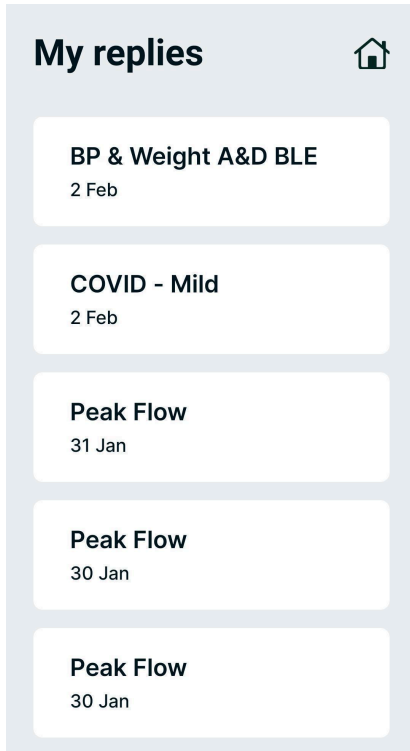 My replies
BP & Weight A&D BLE
2 Feb
COVID - Mild
2 Feb
Peak Flow
31 Jan
Peak Flow
30 Jan
Peak Flow
30 Jan